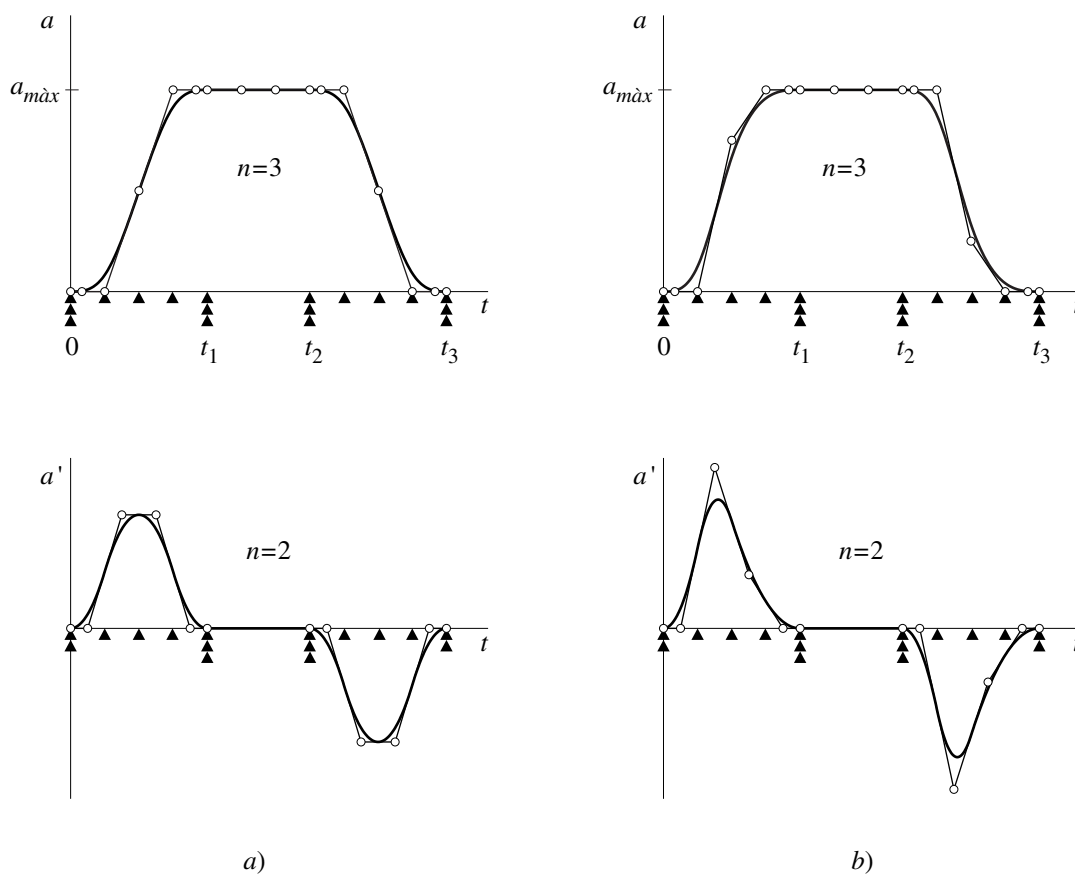 a
a_màx
n=3
t
0
t_1
t_2
t_3
a
a_màx
n=3
0
t_1
t_2
t_3
a'
n=2
t
a'
n=2
a)
b)